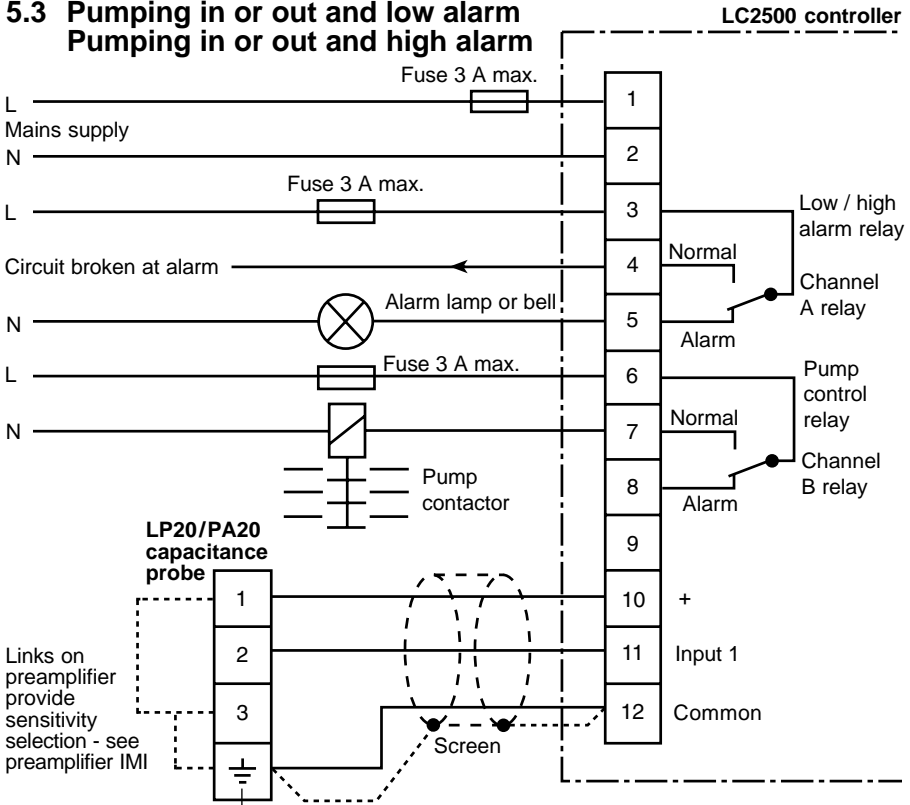 5.3 Pumping in or out and low alarm
Pumping in or out and high alarm
LC2500 controller
Fuse 3 A max.
L
1
Mains supply
N
2
Fuse 3 A max.
L
3
Low / high
alarm relay
Circuit broken at alarm
4
Normal
Channel
A relay
N
Alarm lamp or bell
5
Alarm
L
Fuse 3 A max.
6
Pump
control
relay
N
7
Normal
Channel
B relay
Pump
contactor
8
Alarm
LP20/PA20
capacitance
probe
9
1
10
+
2
11
Input 1
3
12
Common
Links on
preamplifier
provide
sensitivity
selection - see
preamplifier IMI
Screen